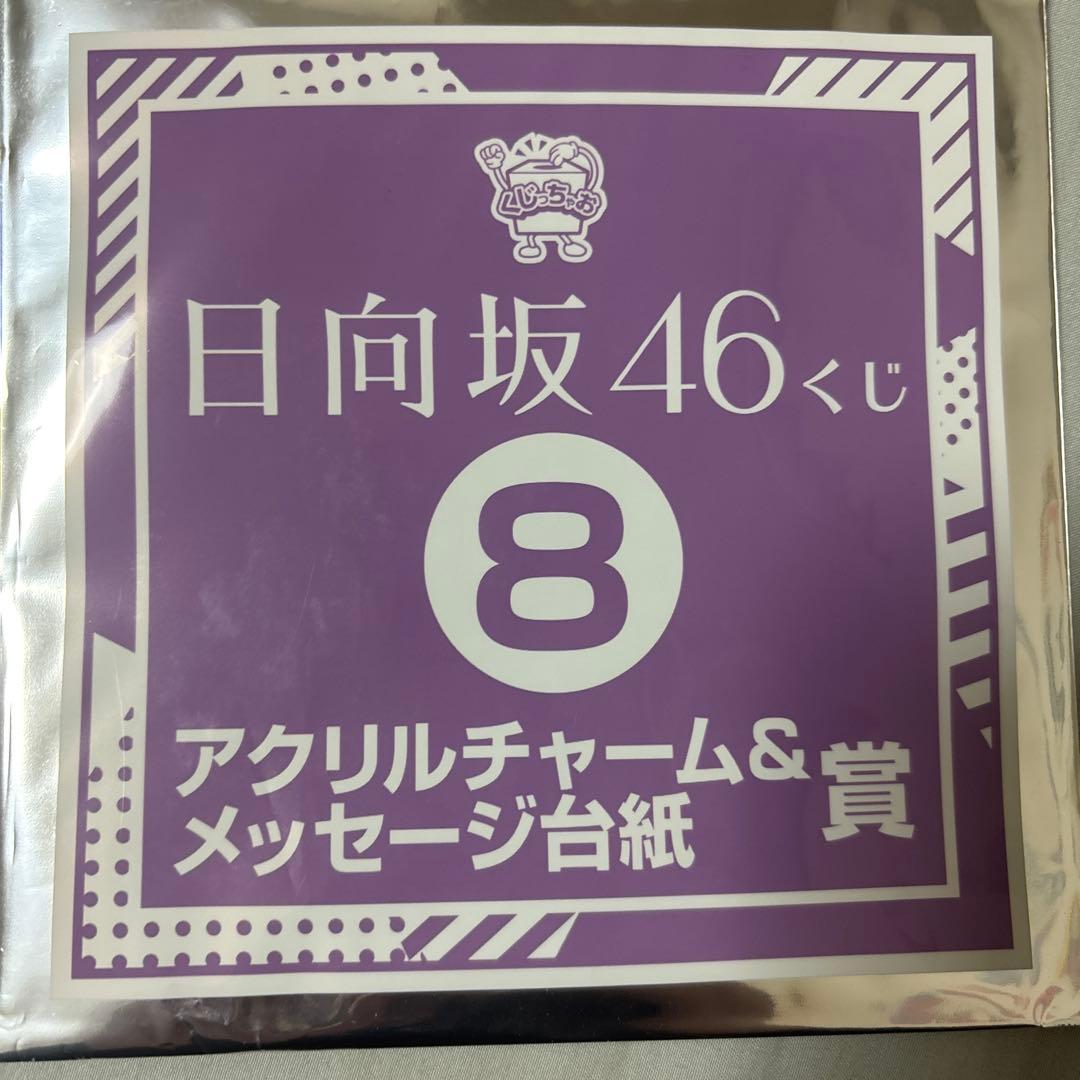 くじっちゃお
日向坂46くじ
8
アクリルチャーム&
メッセージ台紙
賞